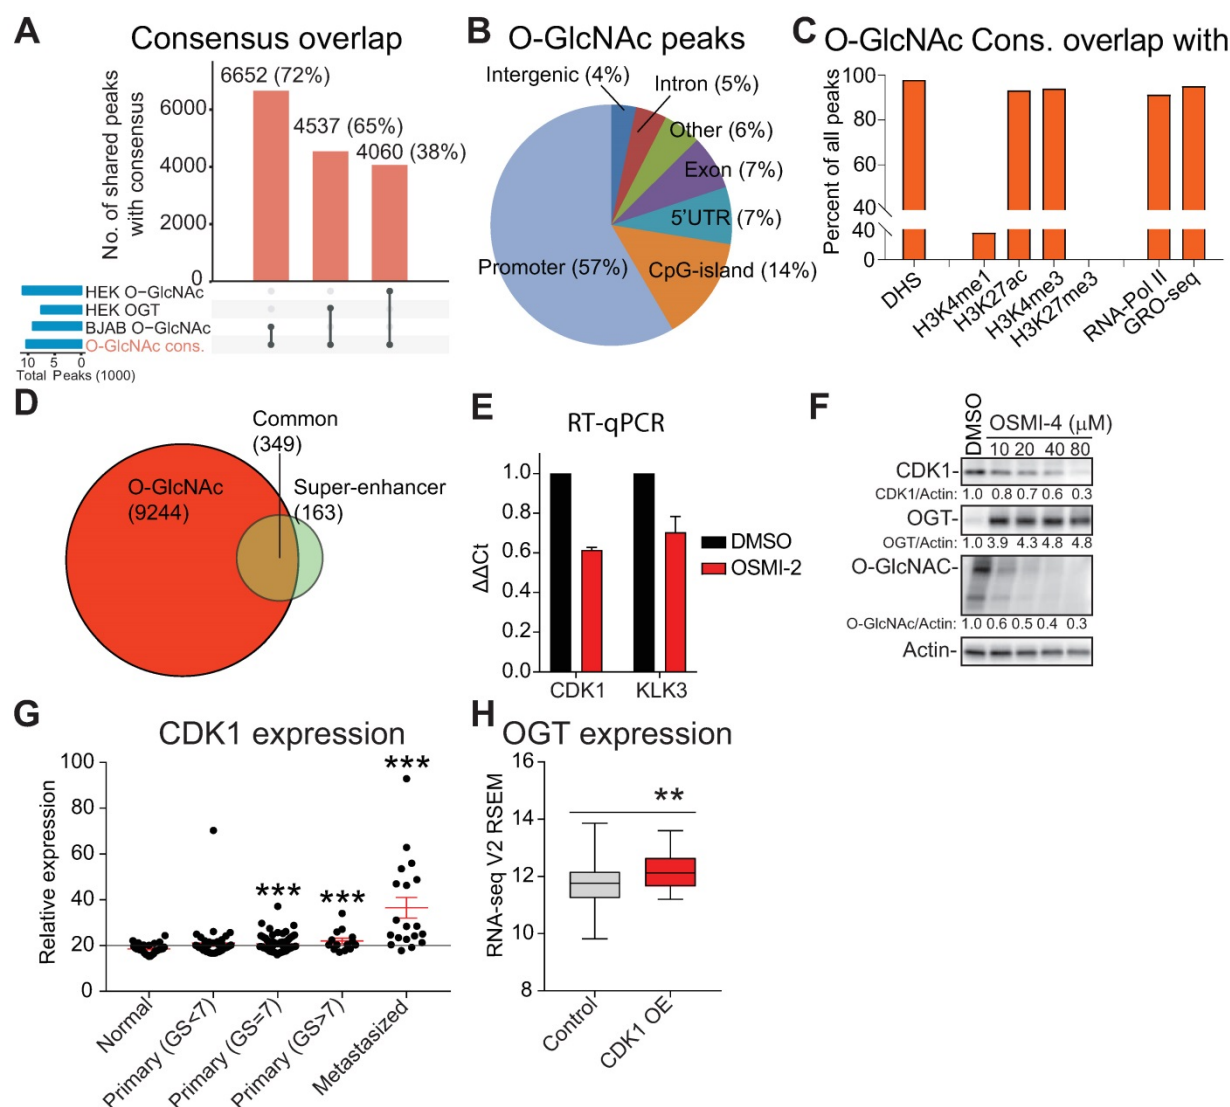 A
Consensus overlap
6652 (72%)
4537 (65%)
4060 (38%)
No. of shared peaks
with consensus
6000
4000
2000
0
HEK O-GlcNAc
HEK OGT
BJAB O-GlcNAc
O-GlcNAc cons.
10 5 0
Total Peaks (1000)
B
O-GlcNAc peaks
Intergenic (4%)
Intron (5%)
Other (6%)
Exon (7%)
5'UTR (7%)
CpG-island (14%)
Promoter (57%)
C
O-GlcNAc Cons. overlap with
Percent of all peaks
100
80
60
40
40
0
DHS
H3K4me1
H3K27ac
H3K4me3
H3K27me3
RNA-Pol II
GRO-seq
D
Common
(349)
O-GlcNAc
(9244)
Super-enhancer
(163)
E
RT-qPCR
ΔΔCt
1.0
0.8
0.6
0.4
0.2
0.0
CDK1 KLK3
DMSO
OSMI-2
F
DMSO
OSMI-4 (μM)
10 20 40 80
CDK1-
CDK1/Actin: 1.0 0.8 0.7 0.6 0.3
OGT-
OGT/Actin: 1.0 3.9 4.3 4.8 4.8
O-GlcNAC-
O-GlcNAc/Actin: 1.0 0.6 0.5 0.4 0.3
Actin-
G
CDK1 expression
Relative expression
100
80
60
40
20
0
***
***
***
Normal
Primary (GS<7)
Primary (GS=7)
Primary (GS>7)
Metastasized
H
OGT expression
RNA-seq V2 RSEM
16
14
12
10
8
**
Control
CDK1 OE